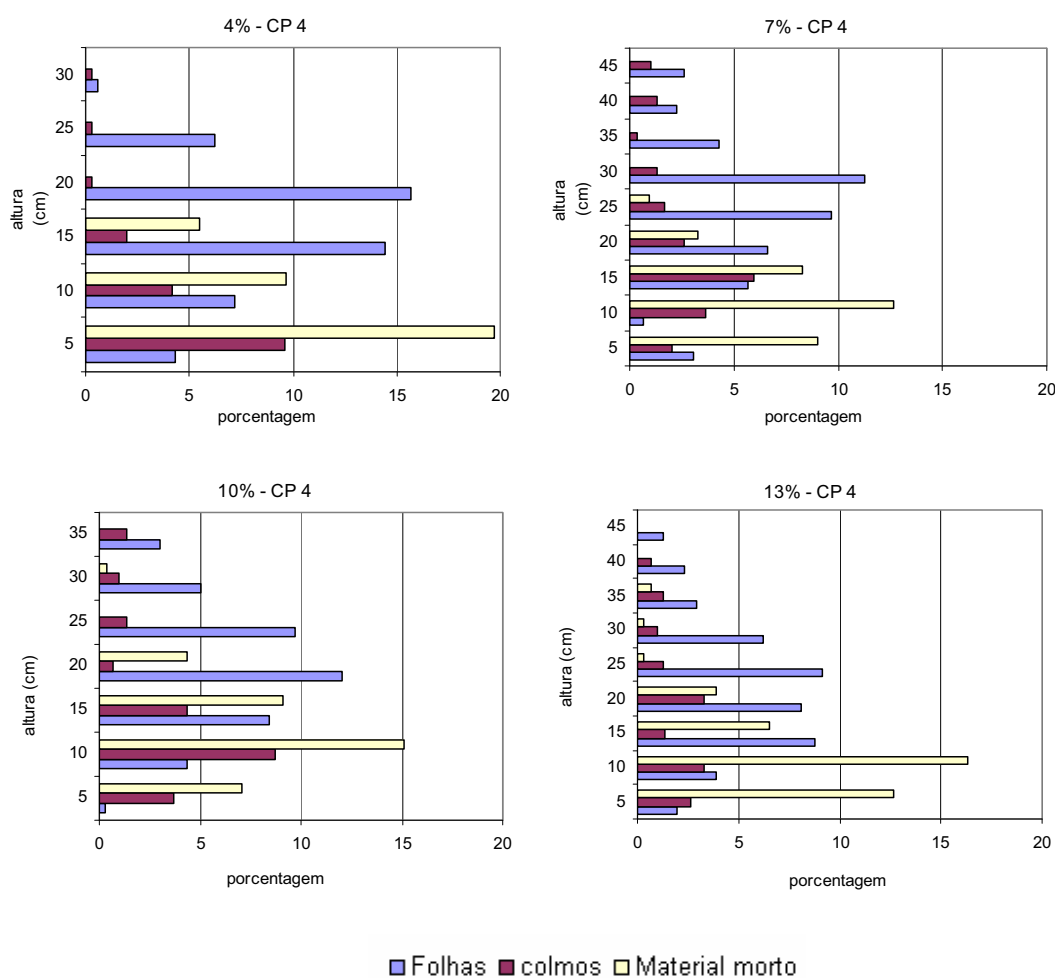 4% - CP 4
30
25
20
15
10
5
altura
(cm)
0 5 10 15 20
porcentagem
7% - CP 4
45
40
35
30
25
20
15
10
5
altura
(cm)
0 5 10 15 20
porcentagem
10% - CP 4
35
30
25
20
15
10
5
altura (cm)
0 5 10 15 20
porcentagem
13% - CP 4
45
40
35
30
25
20
15
10
5
altura (cm)
0 5 10 15 20
porcentagem
Folhas colmos Material morto